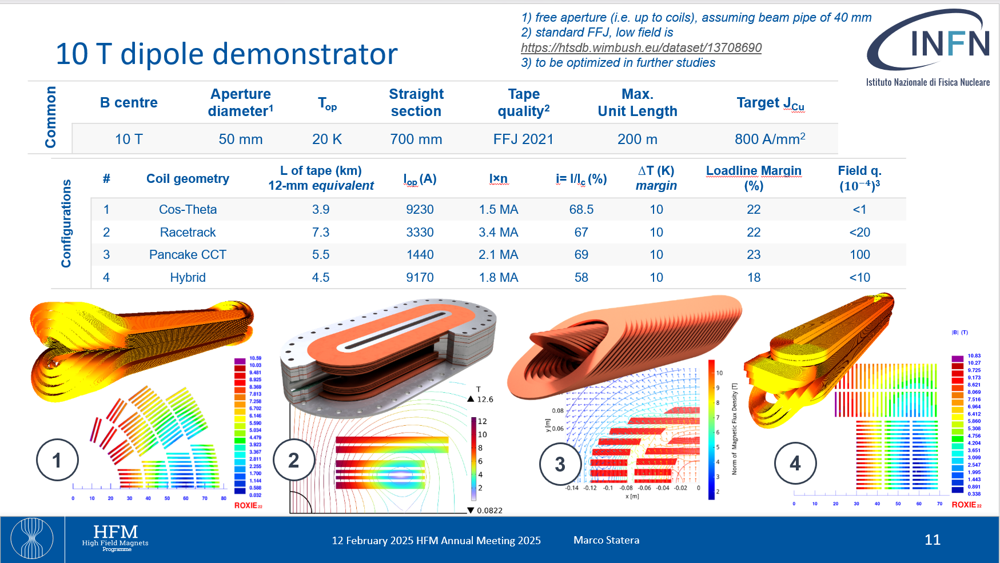 1) free aperture (i.e. up to coils), assuming beam pipe of 40 mm
2) standard FFJ, low field is
https://htsdb.wimbush.eu/dataset/13708690
3) to be optimized in further studies
INFN
Istituto Nazionale di Fisica Nucleare
10 T dipole demonstrator
Common
B centre Aperture diameter¹ Top Straight section Tape quality² Max. Unit Length Target JCu
10 T 50 mm 20 K 700 mm FFJ 2021 200 m 800 A/mm²
Configurations
# Coil geometry L of tape (km) 12-mm equivalent Iop (A) I×n i= I/Ic (%) ΔT (K) margin Loadline Margin (%) Field q. (10⁻⁴)³
1 Cos-Theta 3.9 9230 1.5 MA 68.5 10 22 <1
2 Racetrack 7.3 3330 3.4 MA 67 10 22 <20
3 Pancake CCT 5.5 1440 2.1 MA 69 10 23 100
4 Hybrid 4.5 9170 1.8 MA 58 10 18 <10
1
10.59
10.03
9.481
8.925
8.369
7.813
7.258
6.702
6.146
5.590
5.034
4.479
3.923
3.367
2.811
2.255
1.700
1.144
0.588
0.032
0 10 20 30 40 50 60 70 80
ROXIE22
2
T
▲ 12.6
12
10
8
6
4
2
▼ 0.0822
3
y [m]
0.08
0.06
-0.14 -0.12 -0.1 -0.08 -0.06 -0.04 -0.02 0
x [m]
10
9
8
7
6
5
4
3
2
Norm of Magnetic Flux Density [T]
4
|B| (T)
10.83
10.27
9.725
9.173
8.621
8.069
7.516
6.964
6.412
5.860
5.308
4.756
4.204
3.651
3.099
2.547
1.995
1.443
0.891
0.338
0 10 20 30 40 50 60 70
ROXIE22
HFM
High Field Magnets
Programme
12 February 2025 HFM Annual Meeting 2025 Marco Statera 11